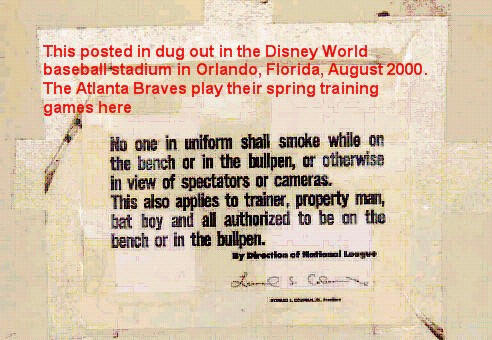 This posted in dug out in the Disney World
baseball stadium in Orlando, Florida, August 2000.
The Atlanta Braves play their spring training
games here
No one in uniform shall smoke while on
the bench or in the bullpen, or otherwise
in view of spectators or cameras.
This also applies to trainer, property man,
bat boy and all authorized to be on the
bench or in the bullpen.
By Direction of National League